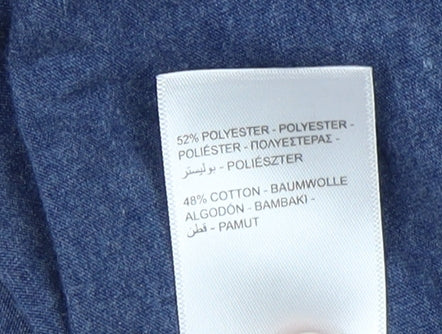 52% POLYESTER - POLYESTER -
POLIÉSTER - ΠΟΛΥΕΣΤΕΡΑΣ -
بوليستر - POLIÉSZTER
48% COTTON - BAUMWOLLE
ALGODÓN - BAMBAKI -
قطن - PAMUT